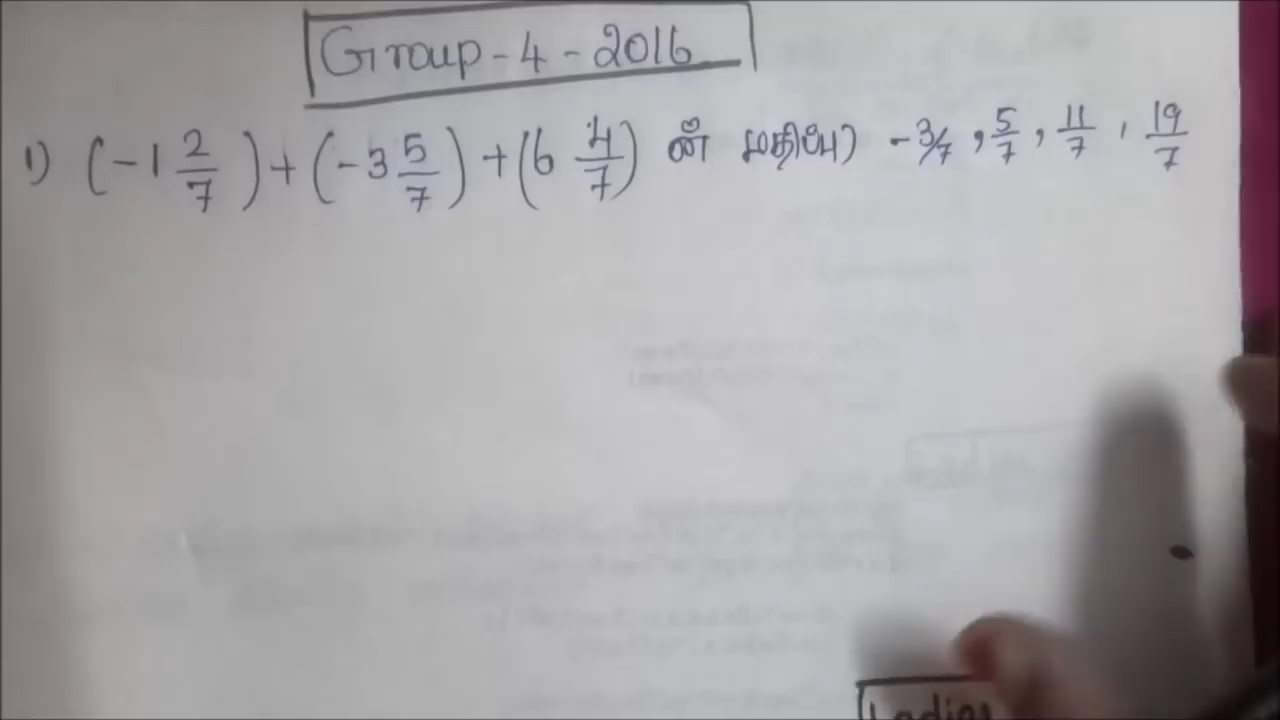 Group - 4 - 2016
1) (-1 2/7) + (-3 5/7) + (6 4/7) ன் மதிப்பு) -3/7, 5/7, 11/7, 19/7
Ladies